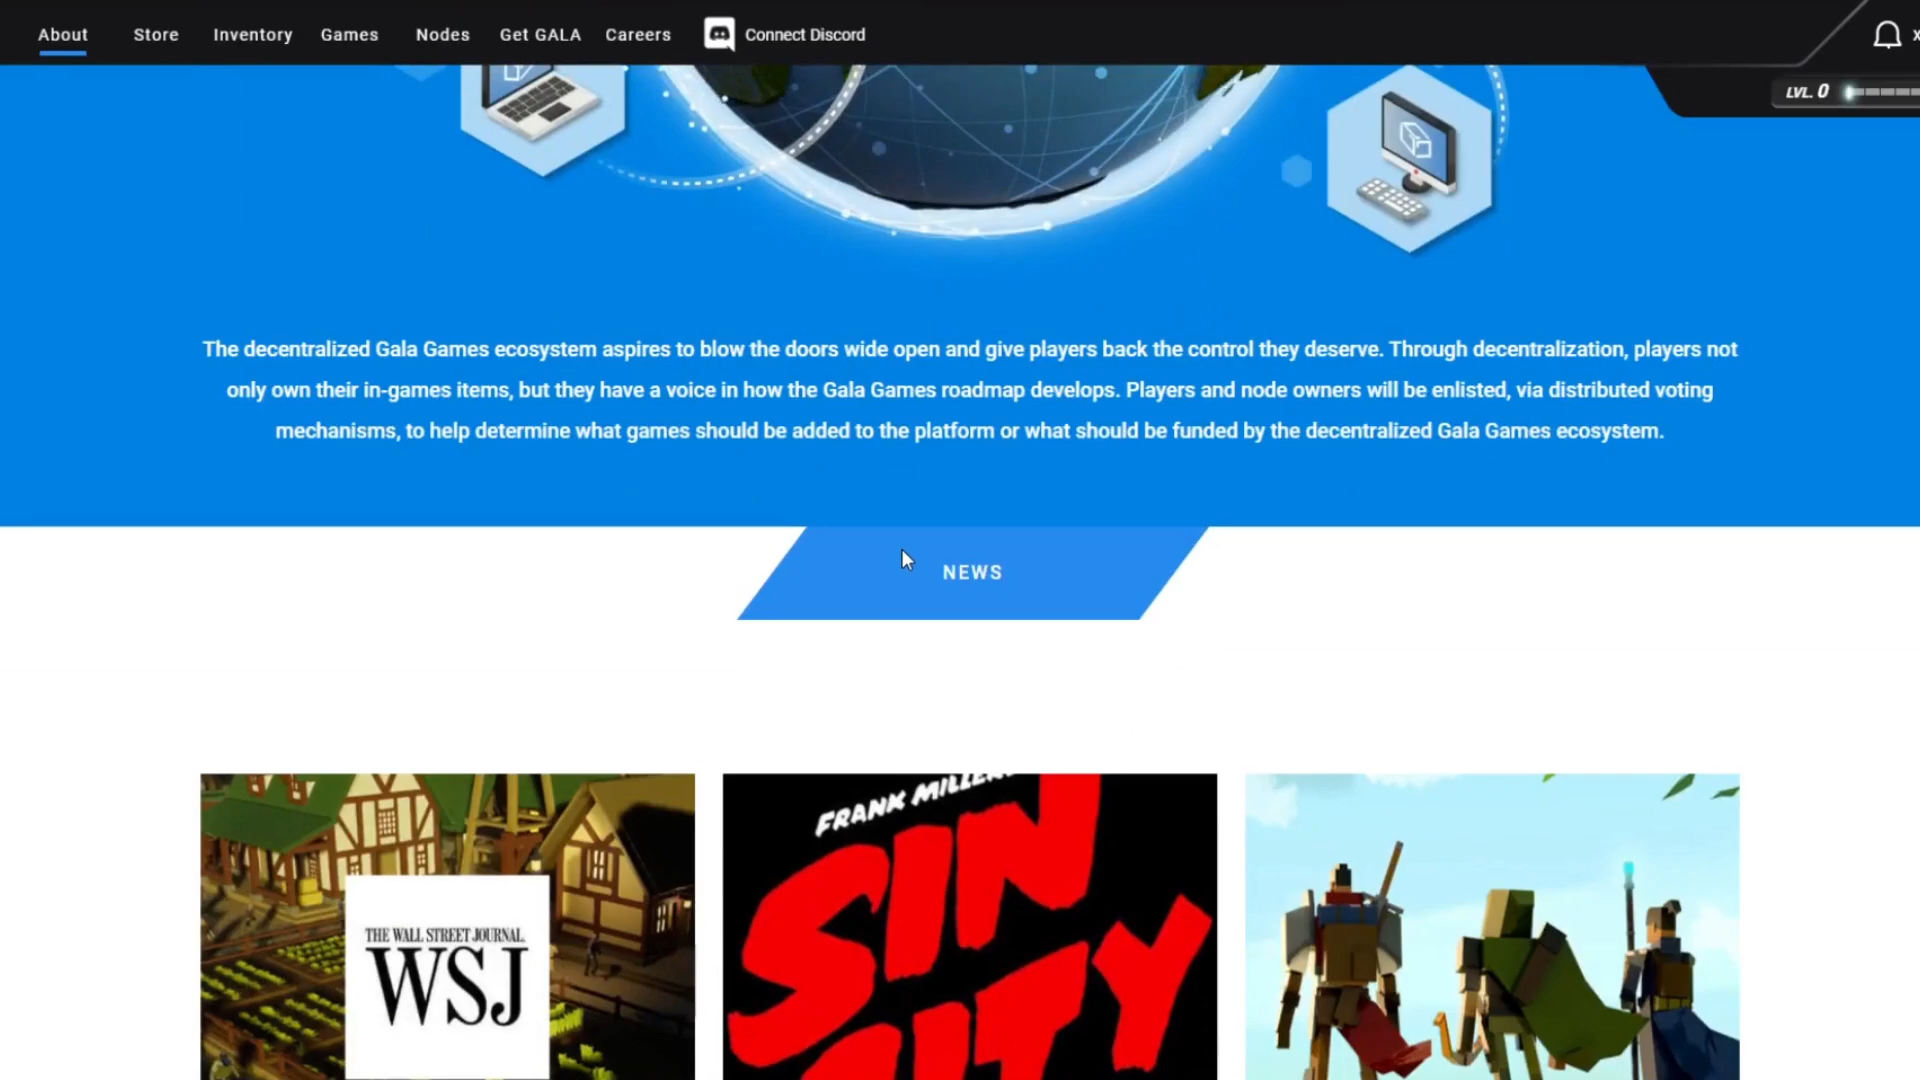 About Store Inventory Games Nodes Get GALA Careers Connect Discord
LVL. 0
The decentralized Gala Games ecosystem aspires to blow the doors wide open and give players back the control they deserve. Through decentralization, players not
only own their in-games items, but they have a voice in how the Gala Games roadmap develops. Players and node owners will be enlisted, via distributed voting
mechanisms, to help determine what games should be added to the platform or what should be funded by the decentralized Gala Games ecosystem.
NEWS
THE WALL STREET JOURNAL.
WSJ
FRANK MILLER
SIN
CITY